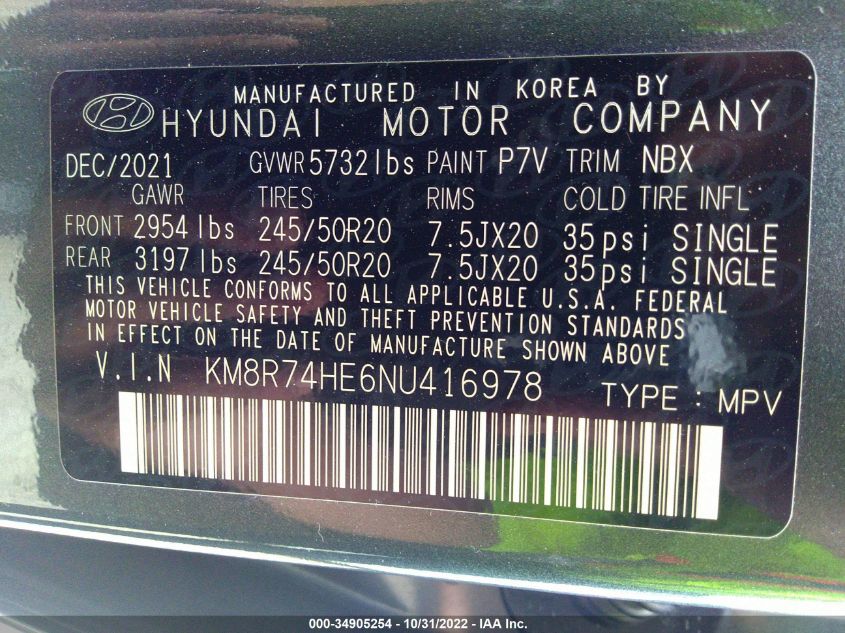 MANUFACTURED IN KOREA BY
HYUNDAI MOTOR COMPANY
DEC/2021 GVWR 5732 lbs PAINT P7V TRIM NBX
GAWR TIRES RIMS COLD TIRE INFL
FRONT 2954 lbs 245/50R20 7.5JX20 35psi SINGLE
REAR 3197 lbs 245/50R20 7.5JX20 35psi SINGLE
THIS VEHICLE CONFORMS TO ALL APPLICABLE U.S.A. FEDERAL
MOTOR VEHICLE SAFETY AND THEFT PREVENTION STANDARDS
IN EFFECT ON THE DATE OF MANUFACTURE SHOWN ABOVE
V.I.N KM8R74HE6NU416978 TYPE : MPV
000-34905254 - 10/31/2022 - IAA Inc.